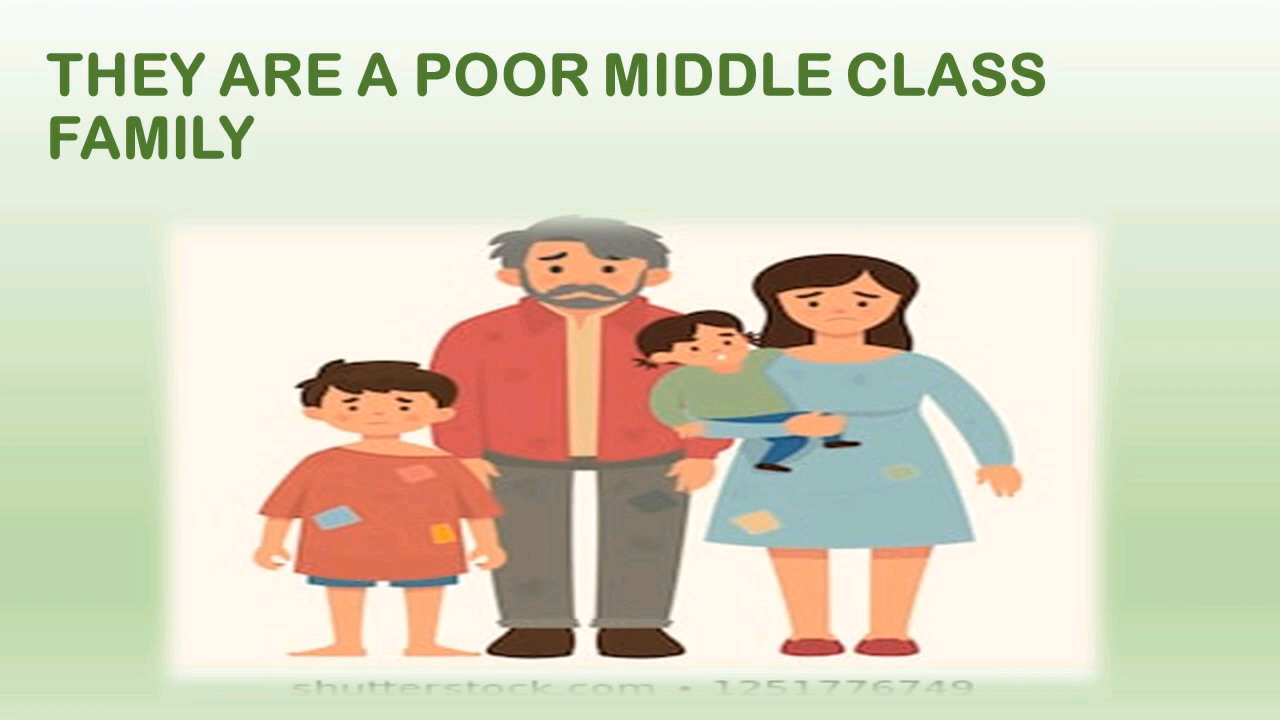 THEY ARE A POOR MIDDLE CLASS
FAMILY
shutterstock.com • 1251776749